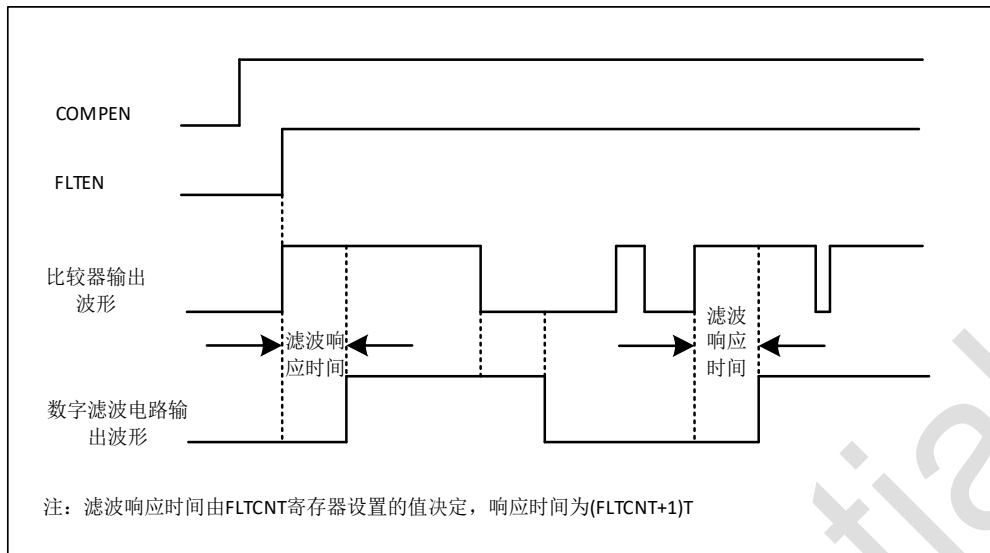 COMPEN
FLTEN
比较器输出
波形
滤波响
应时间
滤波
响应
时间
数字滤波电路输
出波形
注：滤波响应时间由FLTCNT寄存器设置的值决定，响应时间为(FLTCNT+1)T